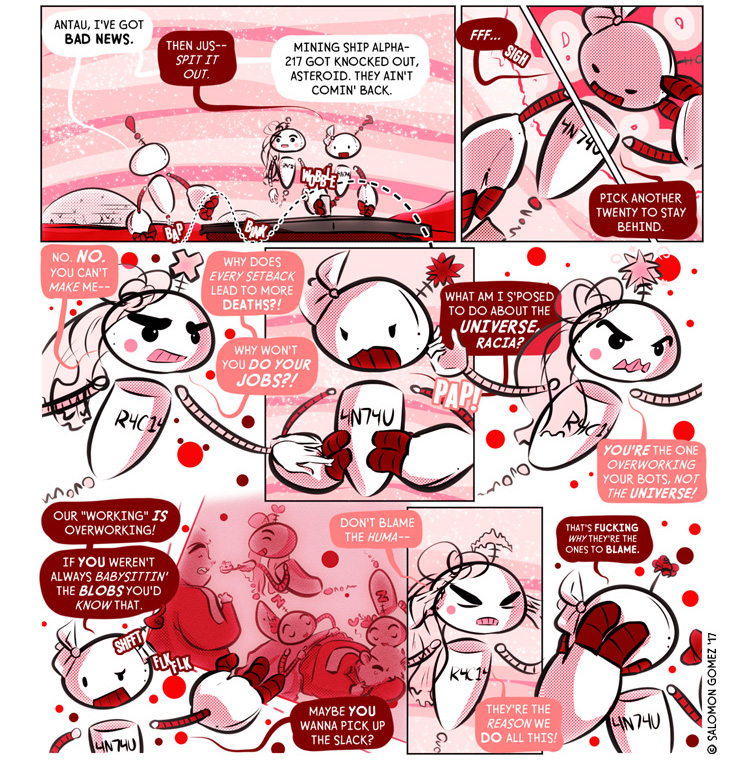 ANTAU, I'VE GOT
BAD NEWS.
THEN JUS--
SPIT IT
OUT.
MINING SHIP ALPHA-
217 GOT KNOCKED OUT,
ASTEROID. THEY AIN'T
COMIN' BACK.
WOBBLE
BAP
BINK
FFF...
SIGH
4N74U
PICK ANOTHER
TWENTY TO STAY
BEHIND.
NO. NO.
YOU CAN'T
MAKE ME--
WHY DOES
EVERY SETBACK
LEAD TO MORE
DEATHS?!
WHY WON'T
YOU DO YOUR
JOBS?!
R4C14
WHAT AM I S'POSED
TO DO ABOUT THE
UNIVERSE,
RACIA?
PAP!
4N74U
R4C14
YOU'RE THE ONE
OVERWORKING
YOUR BOTS, NOT
THE UNIVERSE!
OUR "WORKING" IS
OVERWORKING!
IF YOU WEREN'T
ALWAYS BABYSITTIN'
THE BLOBS YOU'D
KNOW THAT.
SHFFT
FLK
FLK
4N74U
MAYBE YOU
WANNA PICK UP
THE SLACK?
DON'T BLAME
THE HUMA--
R4C14
THEY'RE THE
REASON WE
DO ALL THIS!
THAT'S FUCKING
WHY THEY'RE THE
ONES TO BLAME.
4N74U
© SALOMON GOMEZ '17